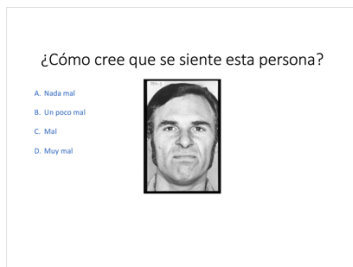 ¿Cómo cree que se siente esta persona?
A. Nada mal
B. Un poco mal
C. Mal
D. Muy mal